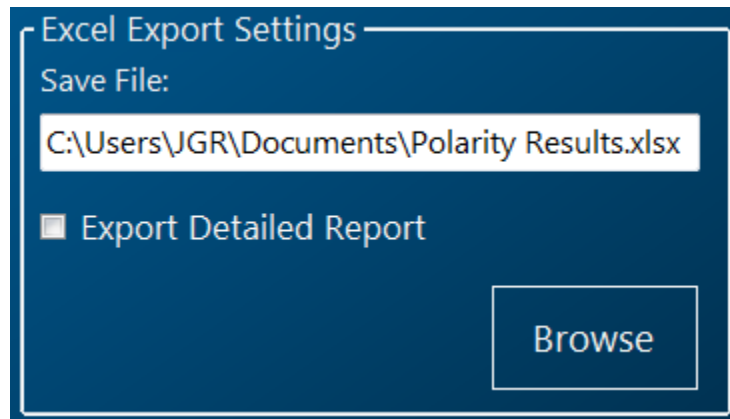 Excel Export Settings
Save File:
C:\Users\JGR\Documents\Polarity Results.xlsx
Export Detailed Report
Browse